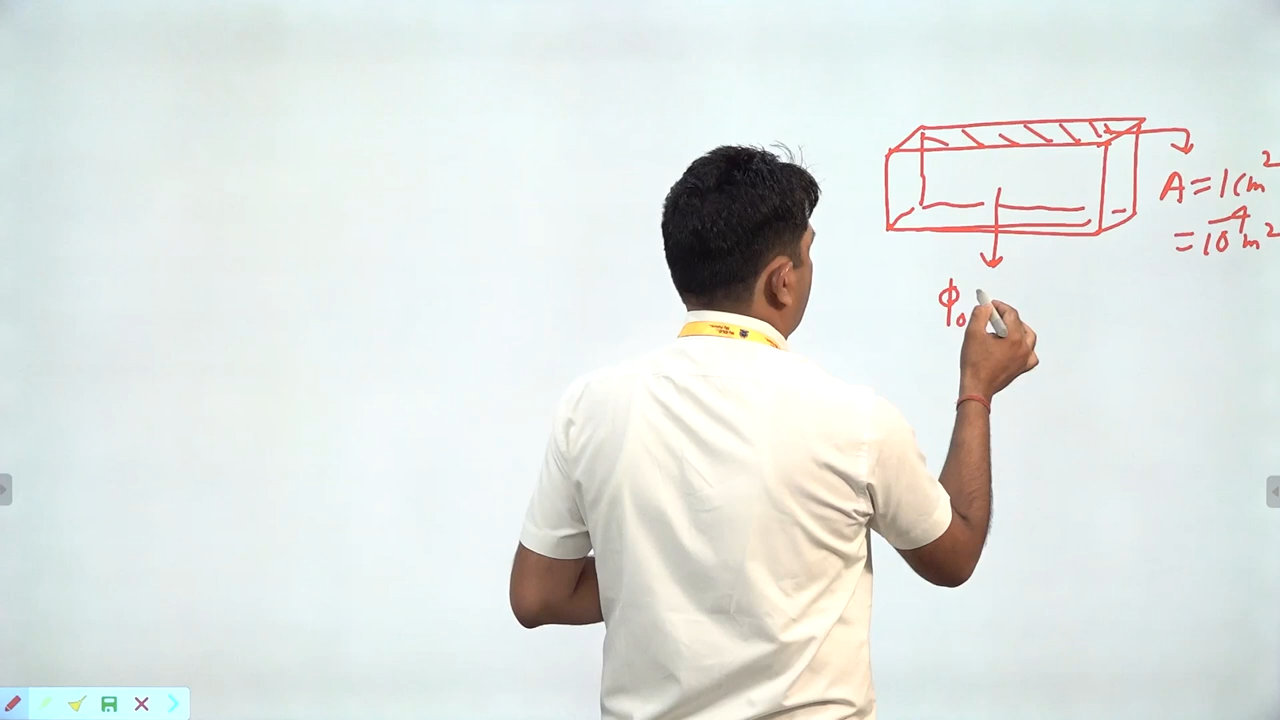 A = 1 cm²
= 10⁻⁴ m²
ϕ₀